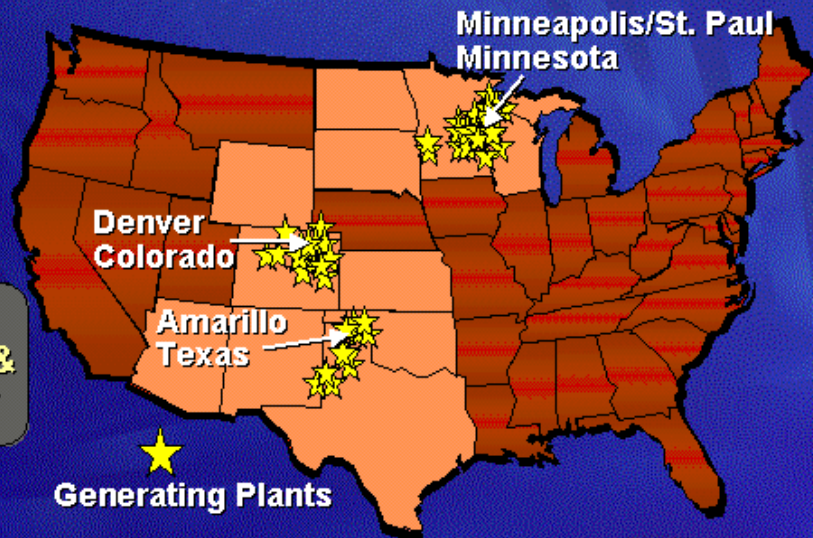 Minneapolis/St. Paul
Minnesota
Denver
Colorado
Amarillo
Texas
&
Generating Plants